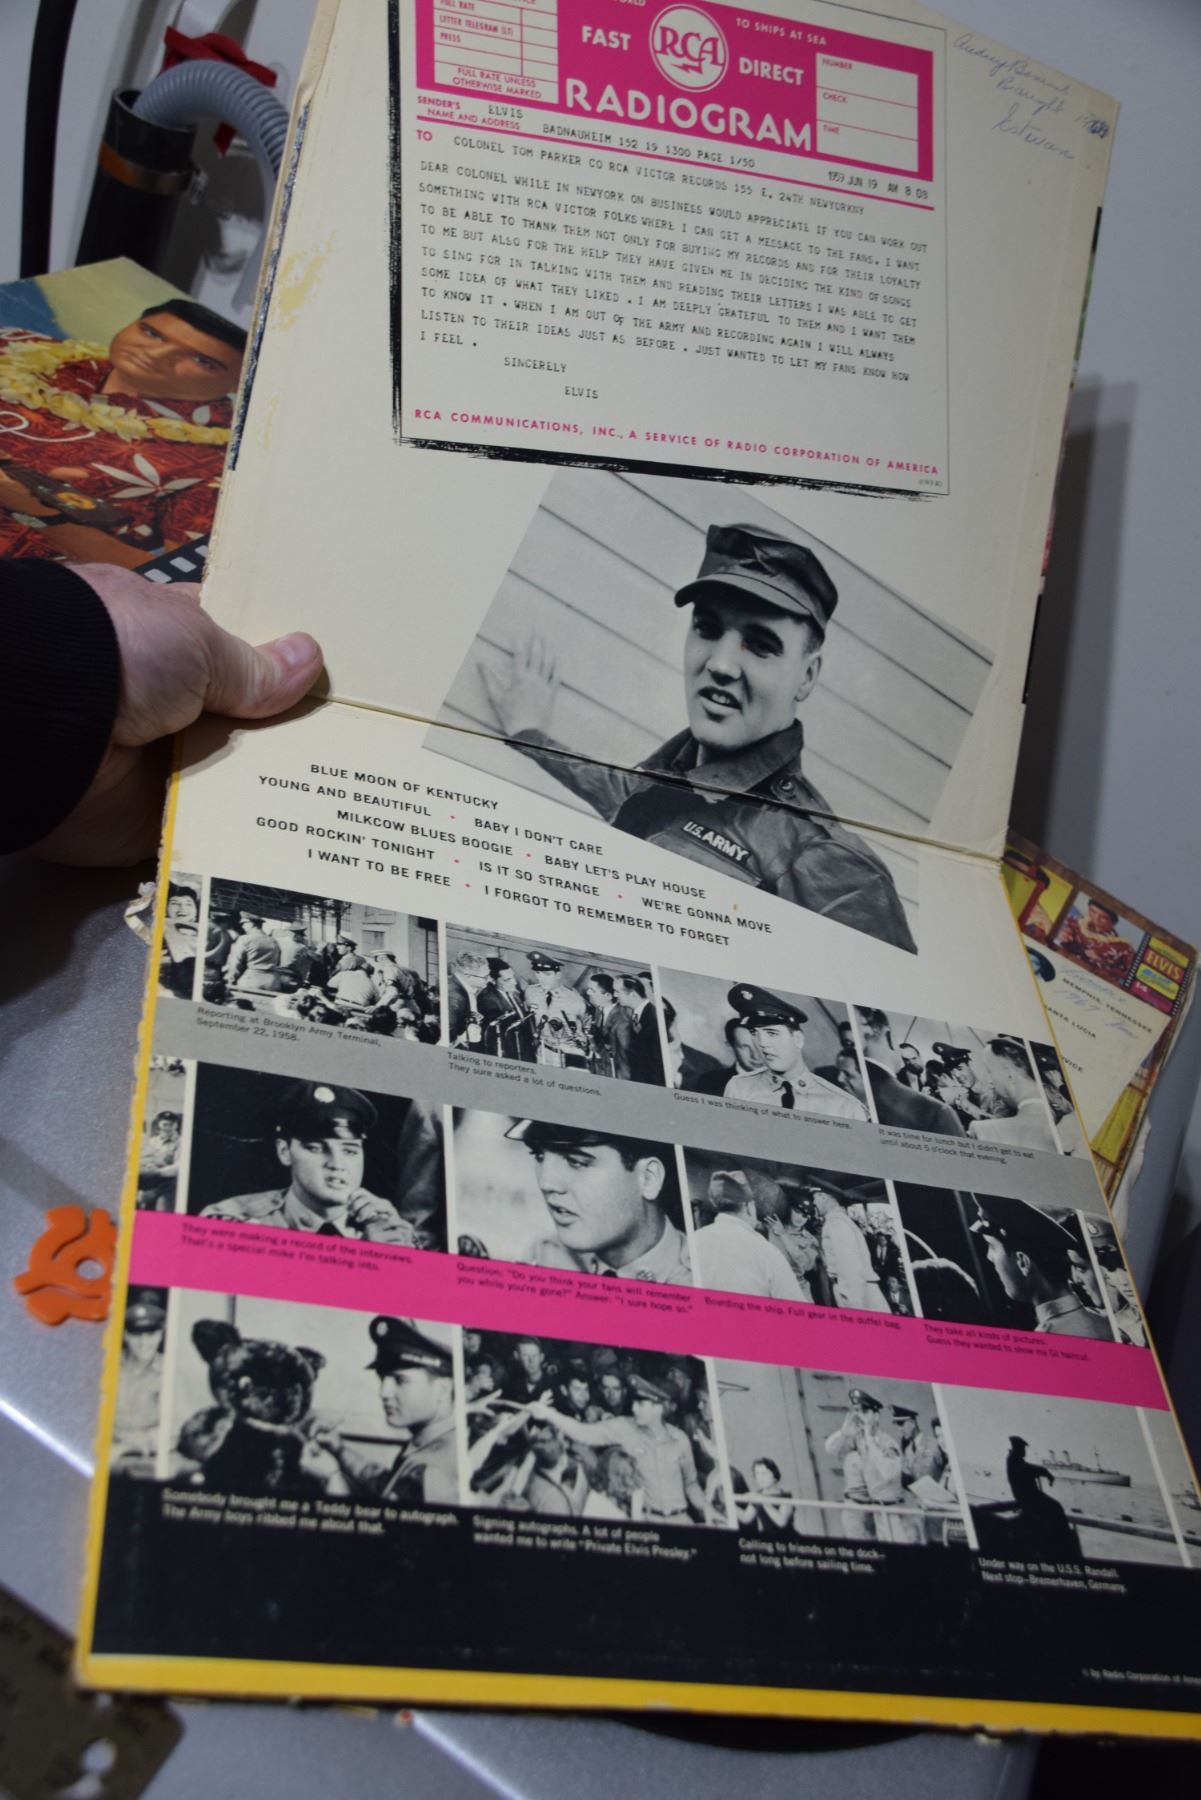 WORLD
TO SHIPS AT SEA
FULL RATE
LETTER TELEGRAM (LT)
PRESS
FULL RATE UNLESS
OTHERWISE MARKED
FAST
RCA
DIRECT
RADIOGRAM
NUMBER
CHECK
TIME
SENDER'S
NAME AND ADDRESS
ELVIS
BADNAUHEIM 152 19 1300 PAGE 1/50
1959 JUN 19 AM 8 08
TO COLONEL TOM PARKER CO RCA VICTOR RECORDS 155 E. 24TH NEWYORKNY
DEAR COLONEL WHILE IN NEWYORK ON BUSINESS WOULD APPRECIATE IF YOU CAN WORK OUT
SOMETHING WITH RCA VICTOR FOLKS WHERE I CAN GET A MESSAGE TO THE FANS. I WANT
TO BE ABLE TO THANK THEM NOT ONLY FOR BUYING MY RECORDS AND FOR THEIR LOYALTY
TO ME BUT ALSO FOR THE HELP THEY HAVE GIVEN ME IN DECIDING THE KIND OF SONGS
TO SING FOR IN TALKING WITH THEM AND READING THEIR LETTERS I WAS ABLE TO GET
SOME IDEA OF WHAT THEY LIKED . I AM DEEPLY GRATEFUL TO THEM AND I WANT THEM
TO KNOW IT . WHEN I AM OUT OF THE ARMY AND RECORDING AGAIN I WILL ALWAYS
LISTEN TO THEIR IDEAS JUST AS BEFORE . JUST WANTED TO LET MY FANS KNOW HOW
I FEEL .
SINCERELY
ELVIS
RCA COMMUNICATIONS, INC., A SERVICE OF RADIO CORPORATION OF AMERICA
Audrey
Bought
U.S. ARMY
BLUE MOON OF KENTUCKY
YOUNG AND BEAUTIFUL • BABY I DON'T CARE
MILKCOW BLUES BOOGIE • BABY LET'S PLAY HOUSE
GOOD ROCKIN' TONIGHT • IS IT SO STRANGE • WE'RE GONNA MOVE
I WANT TO BE FREE • I FORGOT TO REMEMBER TO FORGET
Reporting at Brooklyn Army Terminal,
September 22, 1958.
Talking to reporters.
They sure asked a lot of questions.
Guess I was thinking of what to answer here.
It was time for lunch but I didn't get to eat
until about 5 o'clock that evening.
They were making a record of the interviews.
That's a special mike I'm talking into.
Question: "Do you think your fans will remember
you while you're gone?" Answer: "I sure hope so."
Boarding the ship. Full gear in the duffel bag.
They take all kinds of pictures.
Guess they wanted to show my GI haircut.
Somebody brought me a Teddy bear to autograph.
The Army boys ribbed me about that.
Signing autographs. A lot of people
wanted me to write "Private Elvis Presley."
Calling to friends on the dock—
not long before sailing time.
Under way on the U.S.S. Randall.
Next stop—Bremerhaven, Germany.
© by Radio Corporation of
ELVIS
14
MEMPHIS, TENNESSEE
SANTA LUCIA